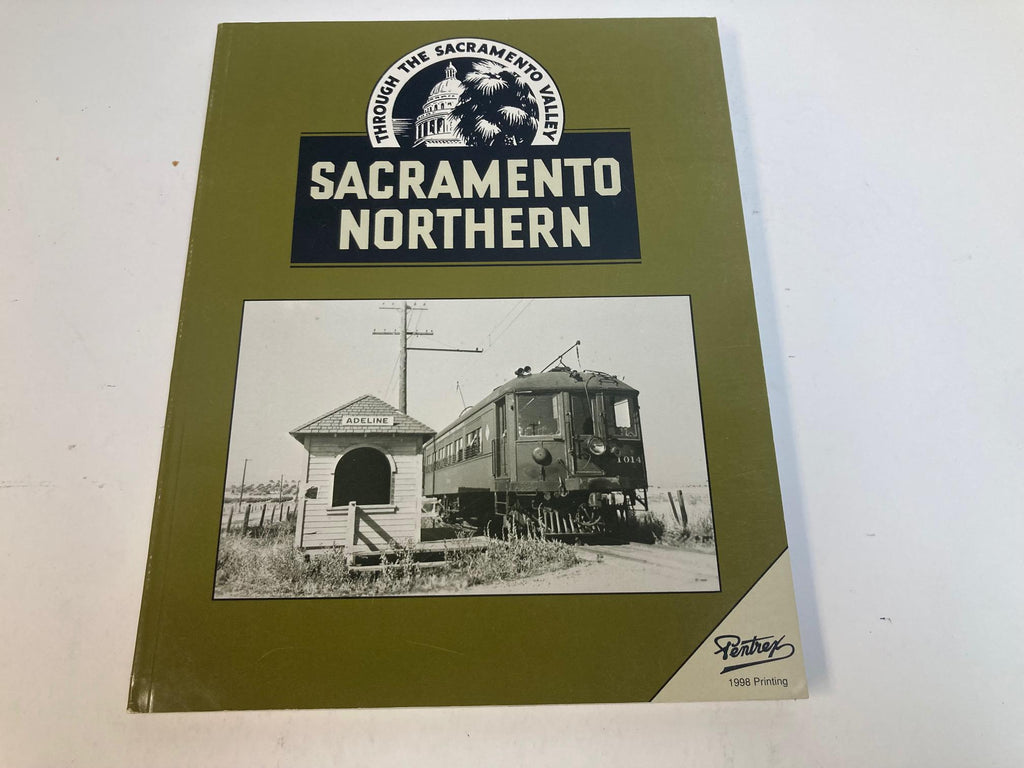 THROUGH THE SACRAMENTO VALLEY
SACRAMENTO
NORTHERN
ADELINE
1014
Pentrex
1998 Printing